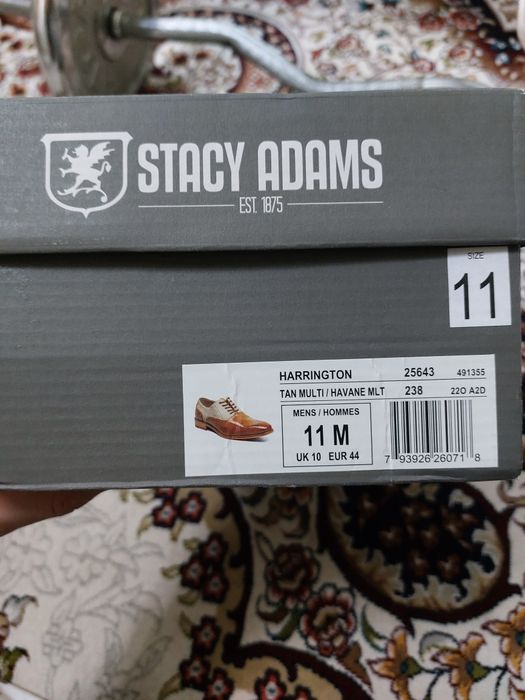 STACY ADAMS
EST. 1875
SIZE
11
HARRINGTON 25643 491355
TAN MULTI / HAVANE MLT 238 22O A2D
MENS / HOMMES
11 M
UK 10 EUR 44
7 93926 26071 8